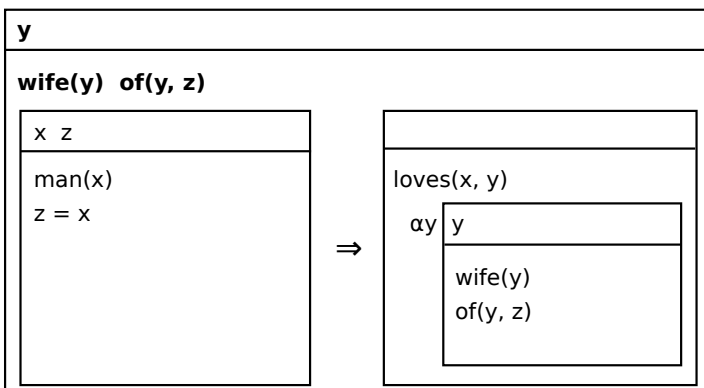 y
wife(y) of(y, z)
x z
man(x)
z = x
⇒
loves(x, y)
αy y
wife(y)
of(y, z)